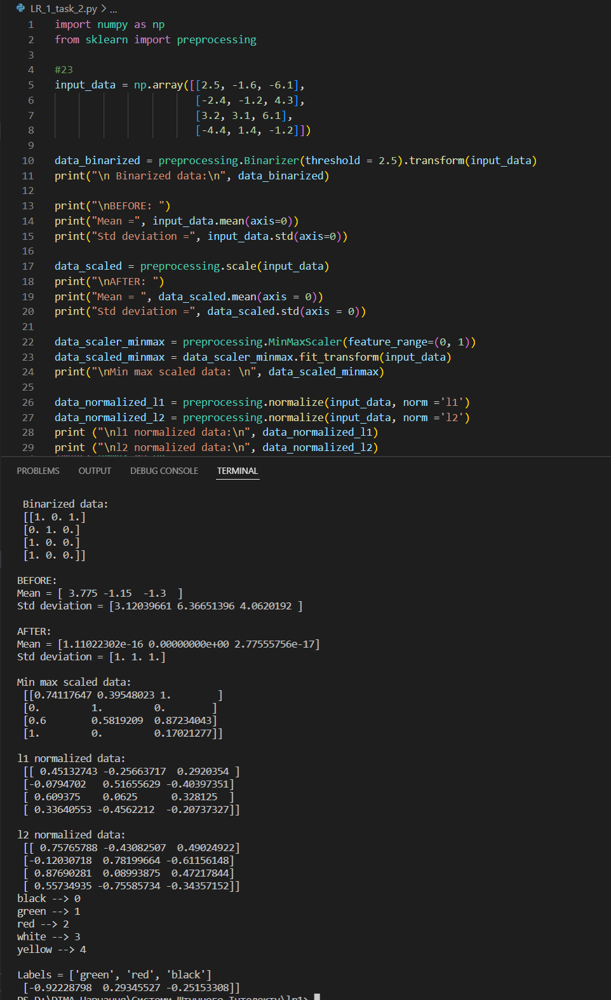 LR_1_task_2.py > ...
1 import numpy as np
2 from sklearn import preprocessing
3
4 #23
5 input_data = np.array([[2.5, -1.6, -6.1],
6 [-2.4, -1.2, 4.3],
7 [3.2, 3.1, 6.1],
8 [-4.4, 1.4, -1.2]])
9
10 data_binarized = preprocessing.Binarizer(threshold = 2.5).transform(input_data)
11 print("\n Binarized data:\n", data_binarized)
12
13 print("\nBEFORE: ")
14 print("Mean =", input_data.mean(axis=0))
15 print("Std deviation =", input_data.std(axis=0))
16
17 data_scaled = preprocessing.scale(input_data)
18 print("\nAFTER: ")
19 print("Mean = ", data_scaled.mean(axis = 0))
20 print("Std deviation =", data_scaled.std(axis = 0))
21
22 data_scaler_minmax = preprocessing.MinMaxScaler(feature_range=(0, 1))
23 data_scaled_minmax = data_scaler_minmax.fit_transform(input_data)
24 print("\nMin max scaled data: \n", data_scaled_minmax)
25
26 data_normalized_l1 = preprocessing.normalize(input_data, norm ='l1')
27 data_normalized_l2 = preprocessing.normalize(input_data, norm ='l2')
28 print ("\nl1 normalized data:\n", data_normalized_l1)
29 print ("\nl2 normalized data:\n", data_normalized_l2)
PROBLEMS OUTPUT DEBUG CONSOLE TERMINAL
Binarized data:
[[1. 0. 1.]
[0. 1. 0.]
[1. 0. 0.]
[1. 0. 0.]]
BEFORE:
Mean = [ 3.775 -1.15  -1.3  ]
Std deviation = [3.12039661 6.36651396 4.0620192 ]
AFTER:
Mean = [1.11022302e-16 0.00000000e+00 2.77555756e-17]
Std deviation = [1. 1. 1.]
Min max scaled data:
[[0.74117647 0.39548023 1.        ]
[0.         1.         0.        ]
[0.6        0.5819209  0.87234043]
[1.         0.         0.17021277]]
l1 normalized data:
[[ 0.45132743 -0.25663717  0.2920354 ]
[-0.0794702   0.51655629 -0.40397351]
[ 0.609375    0.0625      0.328125  ]
[ 0.33640553 -0.4562212  -0.20737327]]
l2 normalized data:
[[ 0.75765788 -0.43082507  0.49024922]
[-0.12030718  0.78199664 -0.61156148]
[ 0.87690281  0.08993875  0.47217844]
[ 0.55734935 -0.75585734 -0.34357152]]
black --> 0
green --> 1
red --> 2
white --> 3
yellow --> 4
Labels = ['green', 'red', 'black']
[-0.92228798  0.29345527 -0.25153308]]
PS D:\DIMA Навчання\Системи Штучного Інтелекту\lr1>